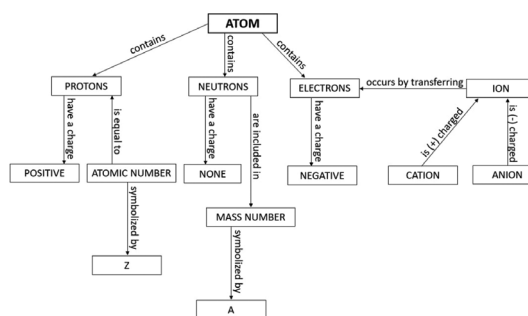 ATOM
contains
contains
contains
PROTONS
NEUTRONS
ELECTRONS
occurs by transferring
ION
have a charge
is equal to
have a charge
are included in
have a charge
is (+) charged
is (-) charged
POSITIVE
ATOMIC NUMBER
NONE
NEGATIVE
CATION
ANION
symbolized by
MASS NUMBER
Z
symbolized by
A